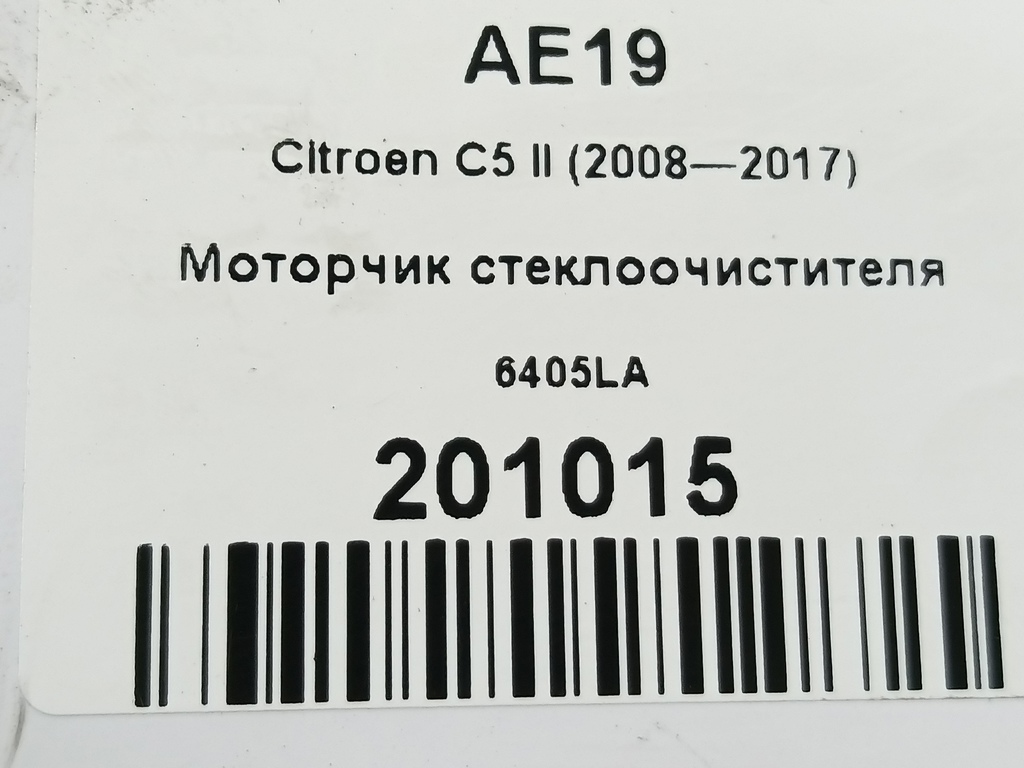 AE19
Citroen C5 II (2008—2017)
Моторчик стеклоочистителя
6405LA
201015